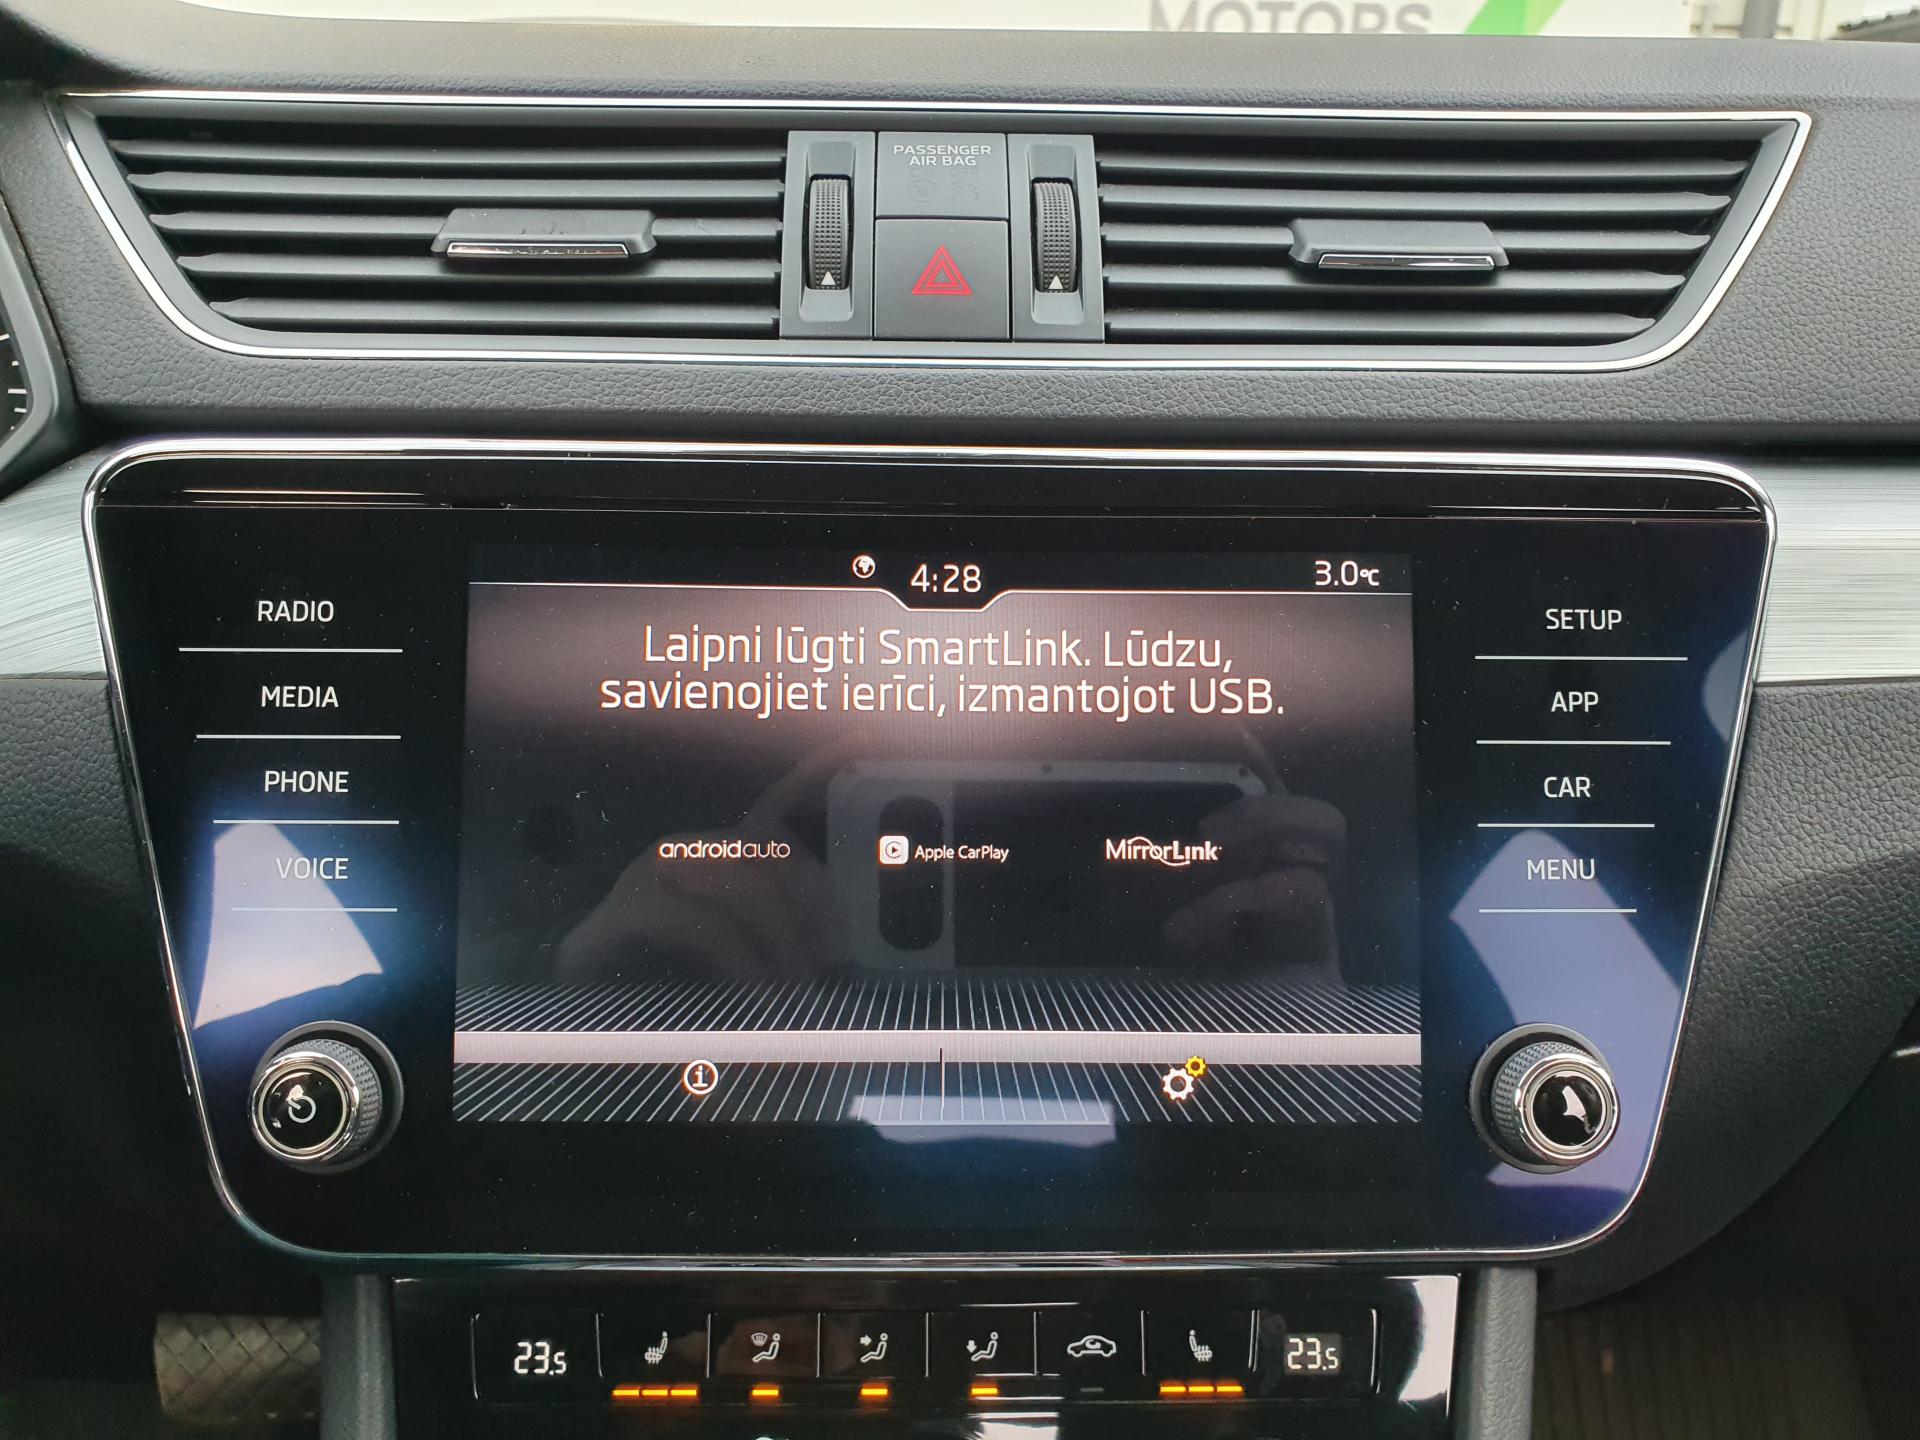 MOTORS
PASSENGER
AIR BAG
4:28
3.0°C
Laipni lūgti SmartLink. Lūdzu,
savienojiet ierīci, izmantojot USB.
androidauto
Apple CarPlay
MirrorLink
RADIO
MEDIA
PHONE
VOICE
SETUP
APP
CAR
MENU
23.5
23.5